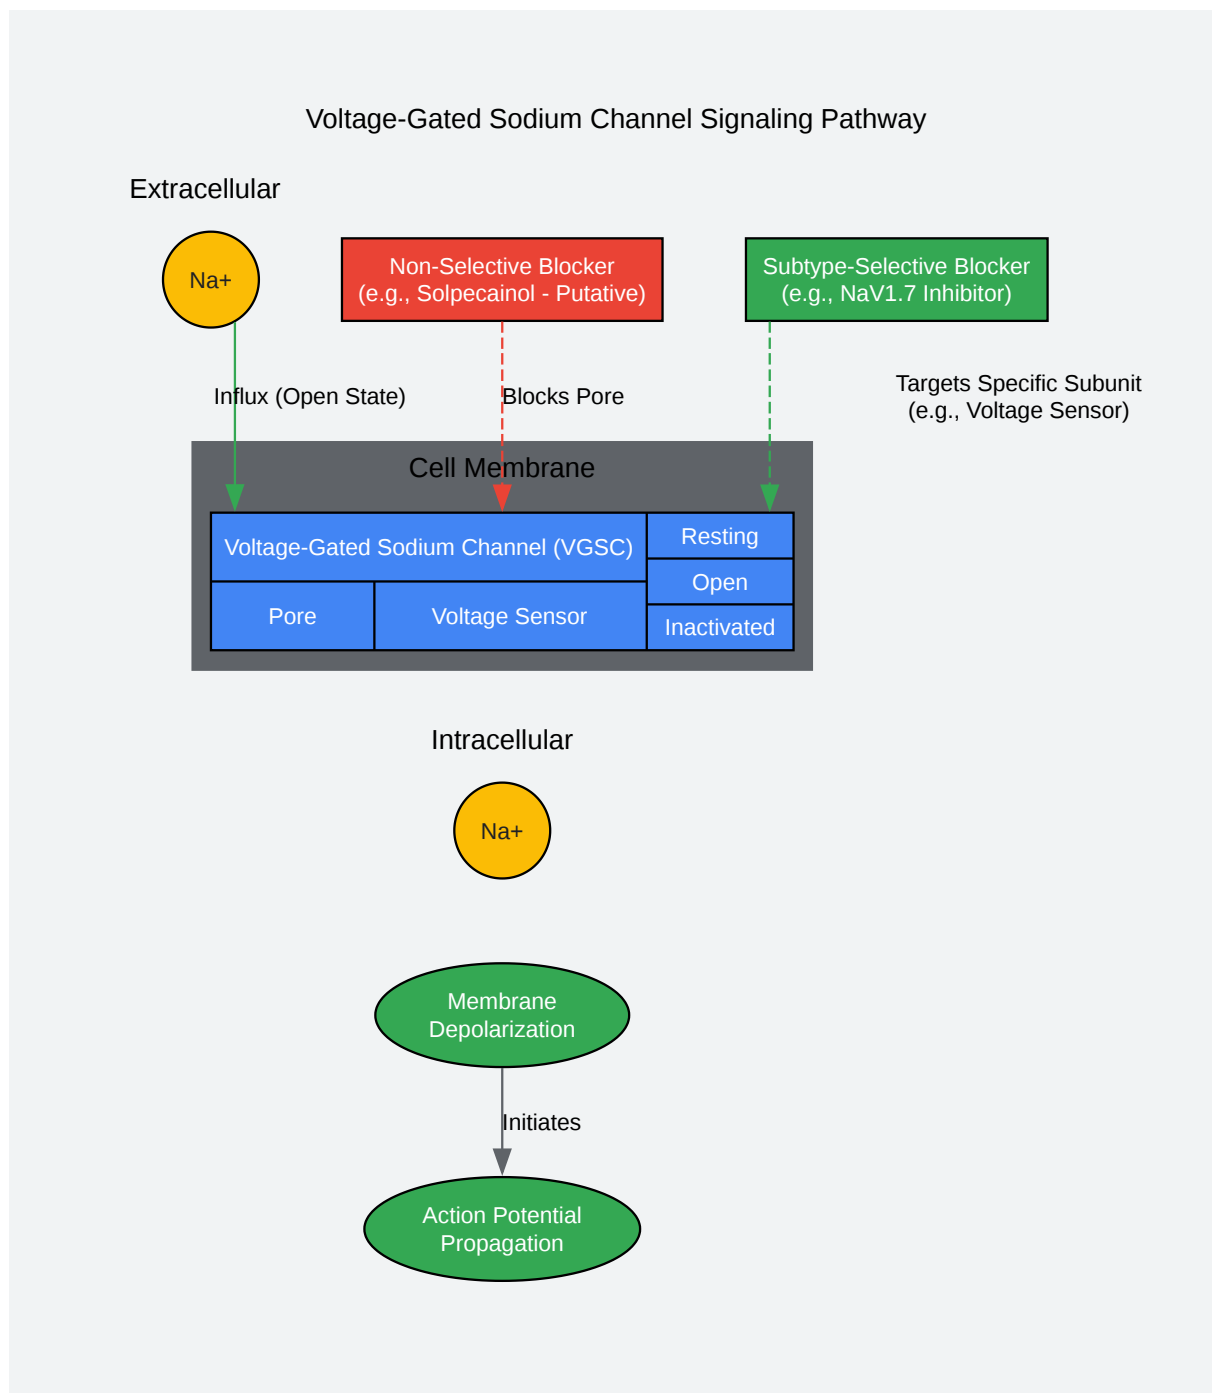 Voltage-Gated Sodium Channel Signaling Pathway
Extracellular
Na+
Non-Selective Blocker
(e.g., Solpecainol - Putative)
Subtype-Selective Blocker
(e.g., NaV1.7 Inhibitor)
Influx (Open State)
Blocks Pore
Targets Specific Subunit
(e.g., Voltage Sensor)
Cell Membrane
Voltage-Gated Sodium Channel (VGSC)
Pore
Voltage Sensor
Resting
Open
Inactivated
Intracellular
Na+
Membrane
Depolarization
Initiates
Action Potential
Propagation